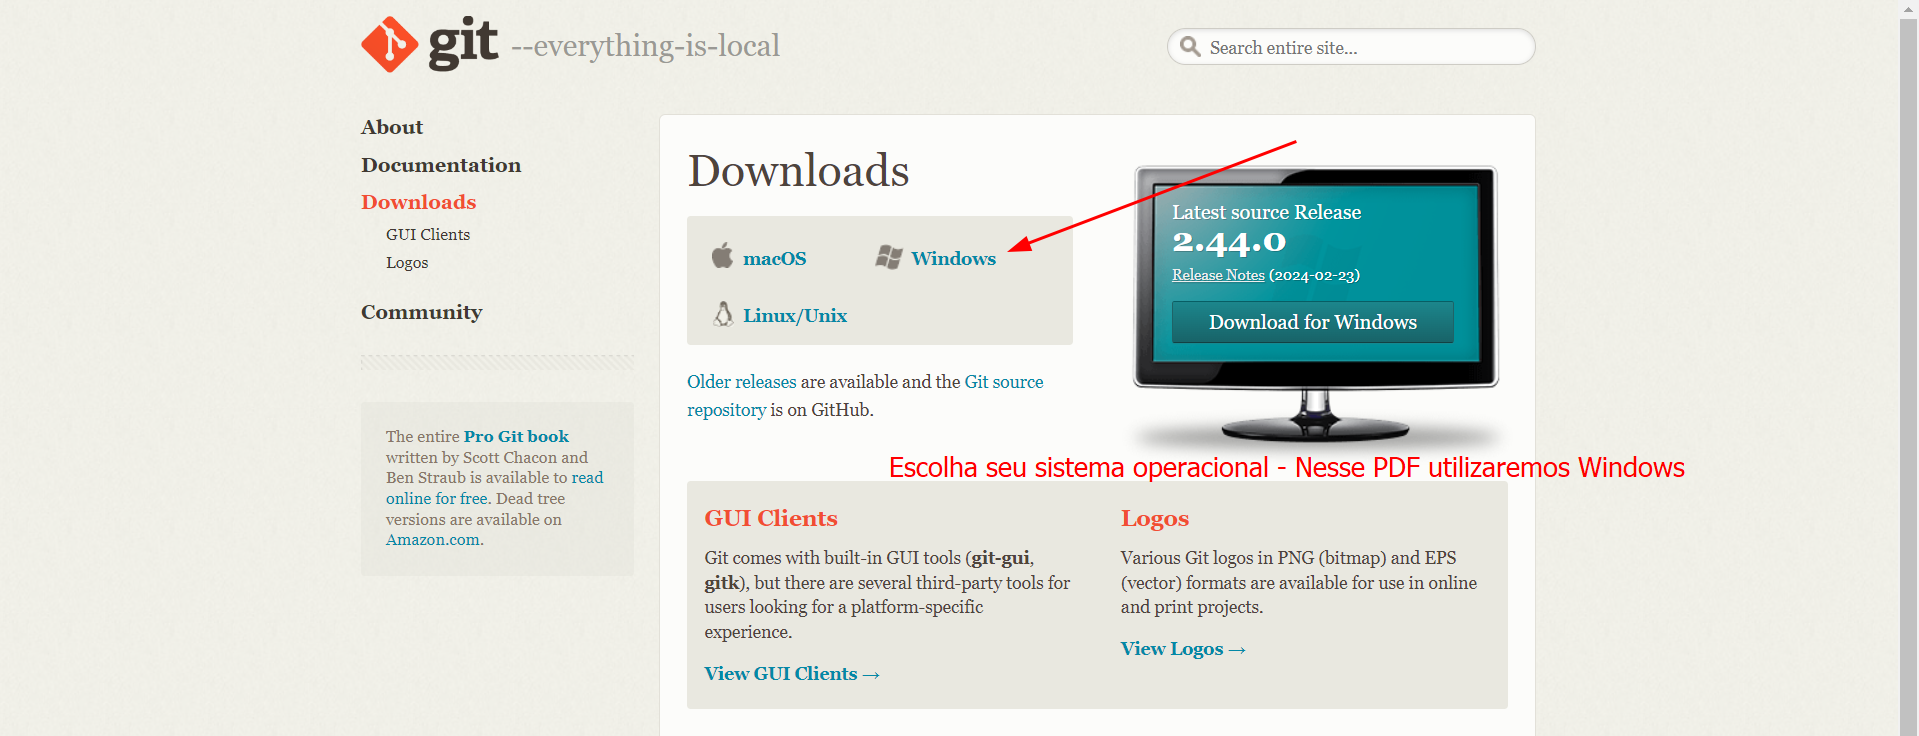 git --everything-is-local
Search entire site...
About
Documentation
Downloads
GUI Clients
Logos
Community
The entire Pro Git book
written by Scott Chacon and
Ben Straub is available to read
online for free. Dead tree
versions are available on
Amazon.com.
Downloads
macOS
Windows
Linux/Unix
Older releases are available and the Git source
repository is on GitHub.
Latest source Release
2.44.0
Release Notes (2024-02-23)
Download for Windows
Escolha seu sistema operacional - Nesse PDF utilizaremos Windows
GUI Clients
Git comes with built-in GUI tools (git-gui,
gitk), but there are several third-party tools for
users looking for a platform-specific
experience.
View GUI Clients →
Logos
Various Git logos in PNG (bitmap) and EPS
(vector) formats are available for use in online
and print projects.
View Logos →